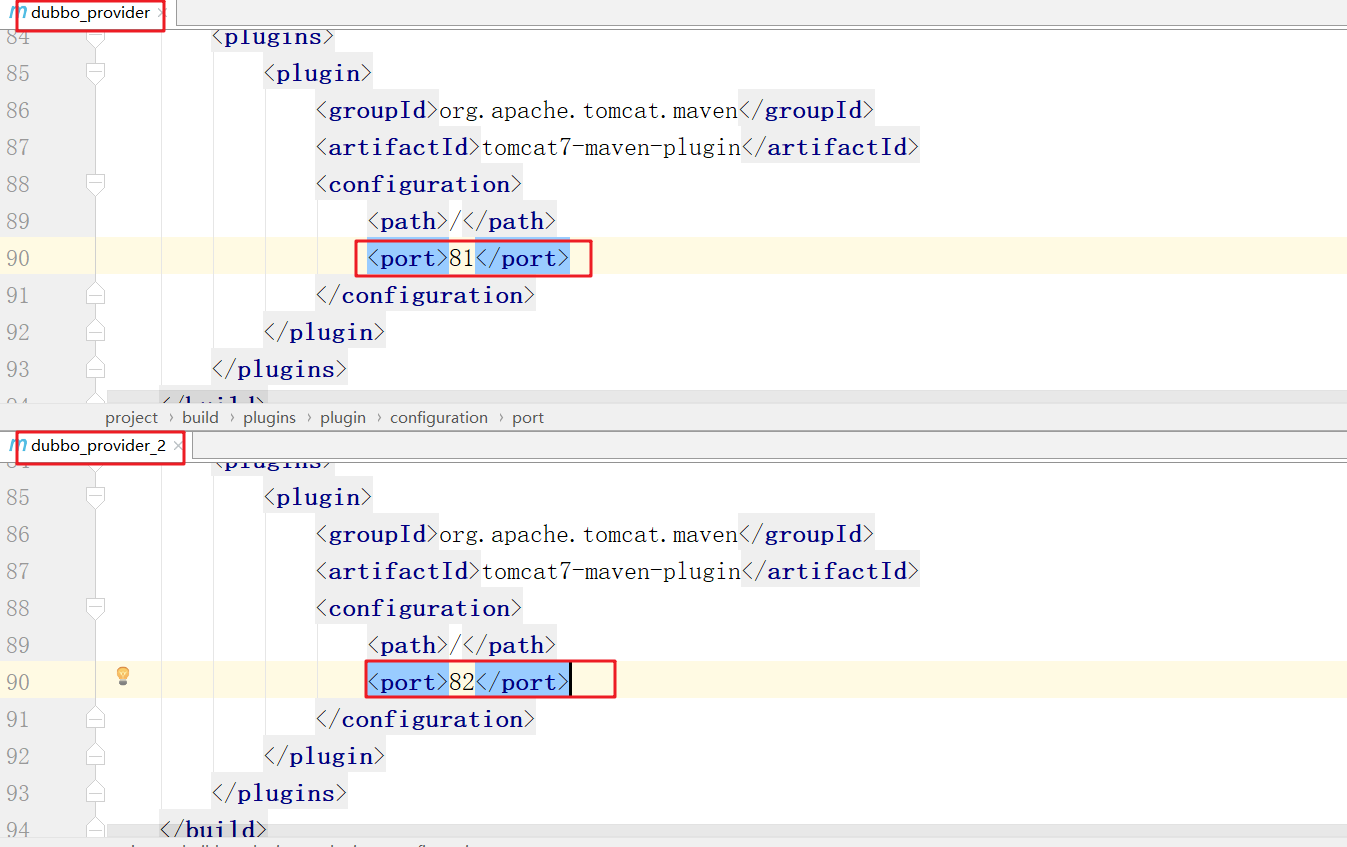 m dubbo_provider ×
84 <plugins>
85 <plugin>
86 <groupId>org.apache.tomcat.maven</groupId>
87 <artifactId>tomcat7-maven-plugin</artifactId>
88 <configuration>
89 <path>/</path>
90 <port>81</port>
91 </configuration>
92 </plugin>
93 </plugins>
94 </build>
project › build › plugins › plugin › configuration › port
m dubbo_provider_2 ×
84 <plugins>
85 <plugin>
86 <groupId>org.apache.tomcat.maven</groupId>
87 <artifactId>tomcat7-maven-plugin</artifactId>
88 <configuration>
89 <path>/</path>
90 <port>82</port>
91 </configuration>
92 </plugin>
93 </plugins>
94 </build>